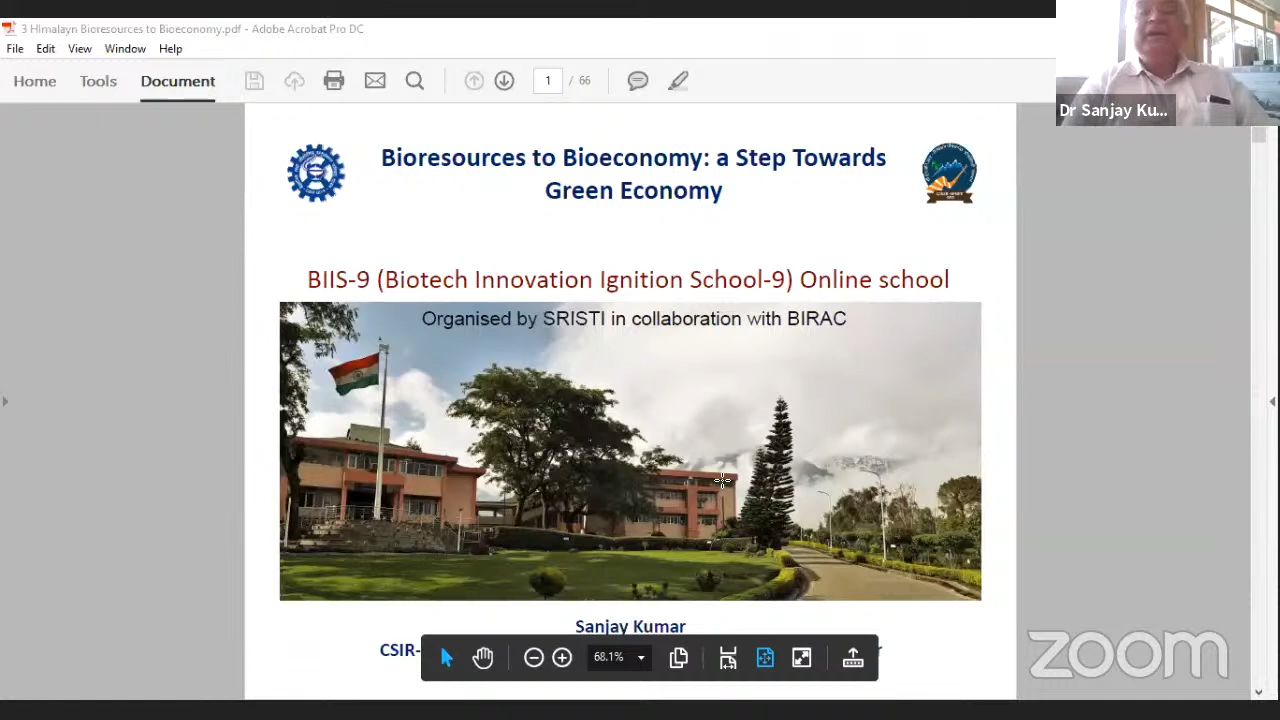 3 HImalayn Bioresources to Bioeconomy.pdf - Adobe Acrobat Pro DC
File Edit View Window Help
Home Tools Document 1 / 66
Dr Sanjay Ku...
Bioresources to Bioeconomy: a Step Towards
Green Economy
BIIS-9 (Biotech Innovation Ignition School-9) Online school
Organised by SRISTI in collaboration with BIRAC
Sanjay Kumar
CSIR-
68.1%
zoom